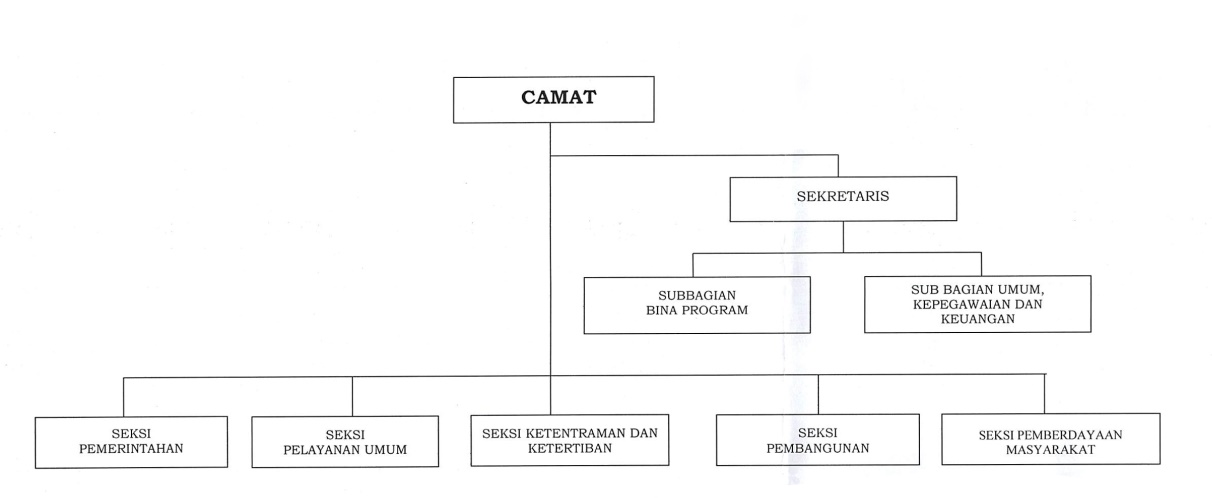 CAMAT
SEKRETARIS
SUBBAGIAN
BINA PROGRAM
SUB BAGIAN UMUM,
KEPEGAWAIAN DAN
KEUANGAN
SEKSI
PEMERINTAHAN
SEKSI
PELAYANAN UMUM
SEKSI KETENTRAMAN DAN
KETERTIBAN
SEKSI
PEMBANGUNAN
SEKSI PEMBERDAYAAN
MASYARAKAT